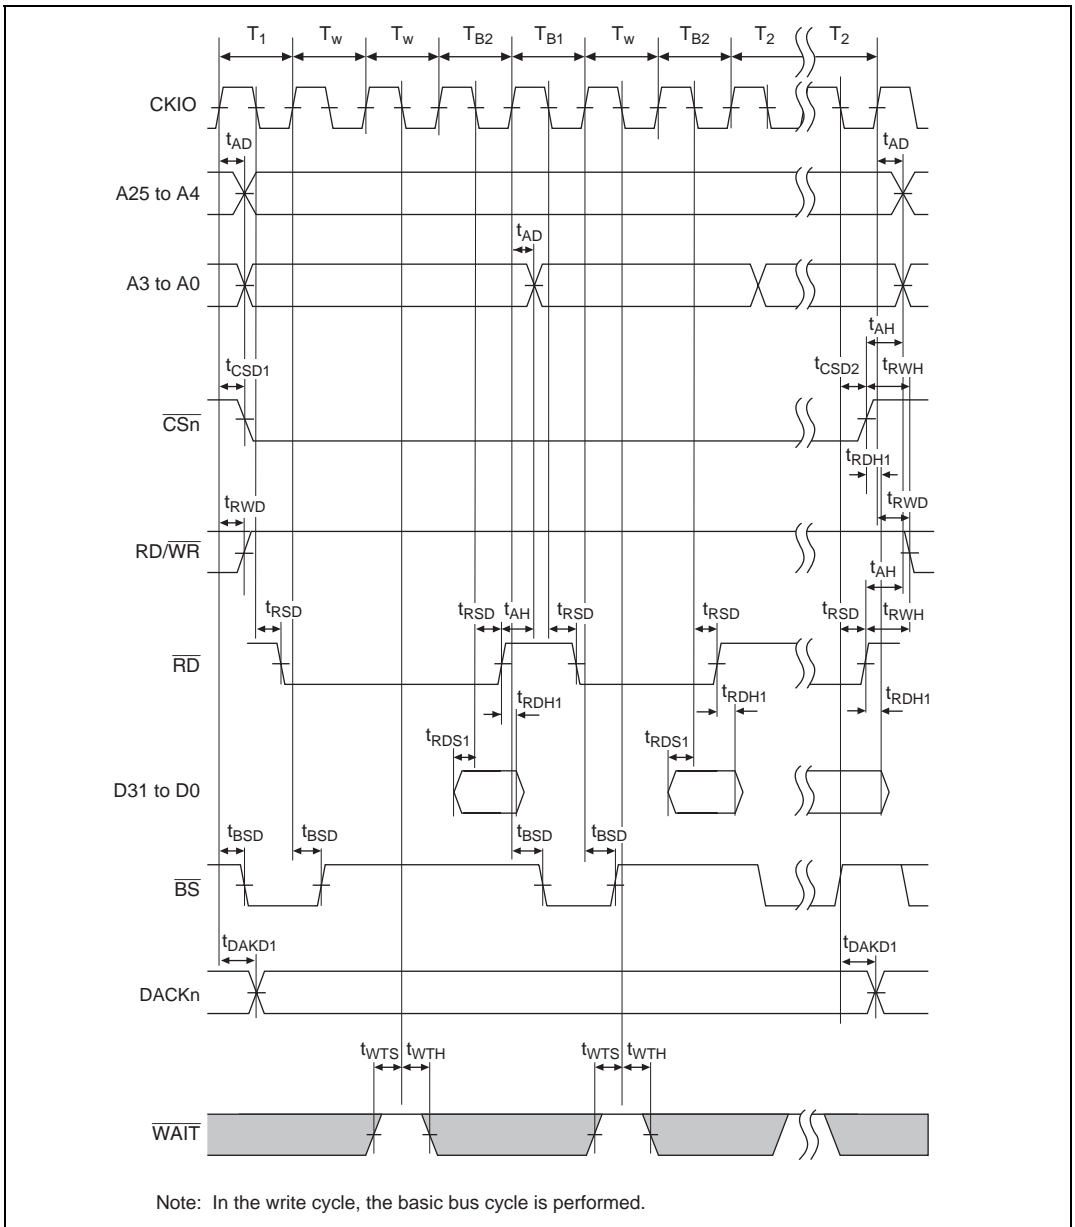 T1 Tw Tw TB2 TB1 Tw TB2 T2 T2
CKIO
tAD tAD
A25 to A4
tAD
A3 to A0
tAH
tCSD1 tCSD2 tRWH
CSn
tRDH1
tRWD tRWD
RD/WR
tAH
tRSD tRSD tAH tRSD tRSD tRSD tRWH
RD
tRDH1 tRDH1 tRDH1
tRDS1 tRDS1
D31 to D0
tBSD tBSD tBSD tBSD
BS
tDAKD1 tDAKD1
DACKn
tWTS tWTH tWTS tWTH
WAIT
Note: In the write cycle, the basic bus cycle is performed.